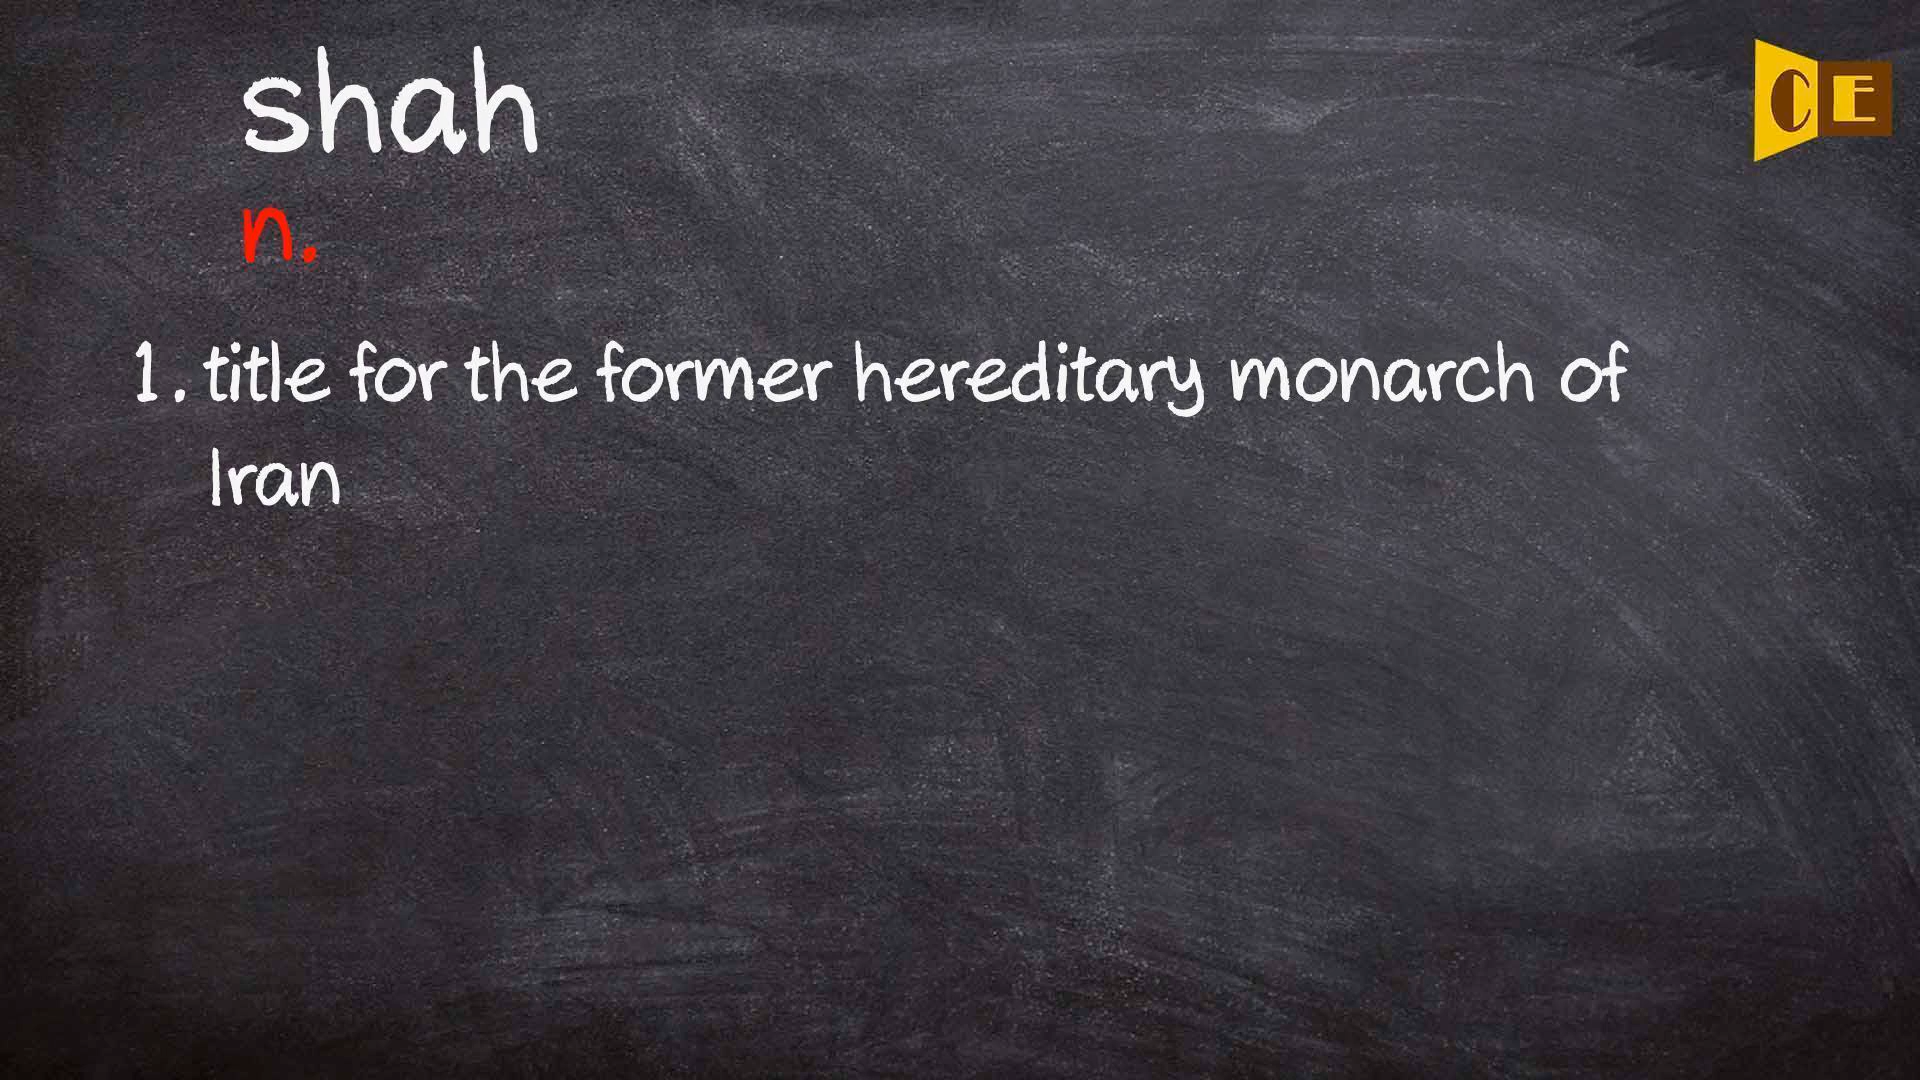 shah
CE
n.
1. title for the former hereditary monarch of
Iran